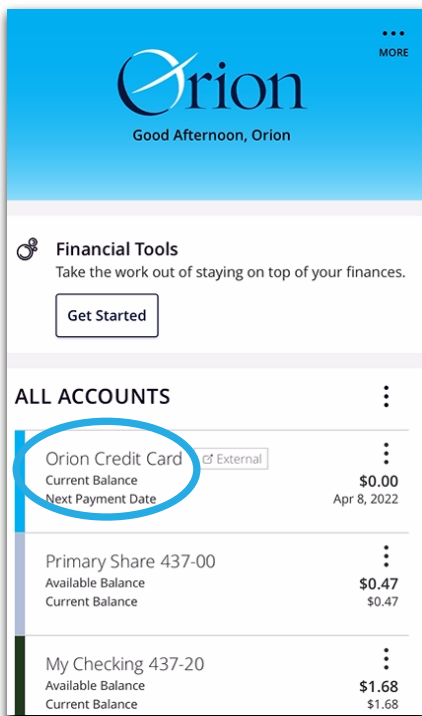 MORE
Orion
Good Afternoon, Orion
Financial Tools
Take the work out of staying on top of your finances.
Get Started
ALL ACCOUNTS
Orion Credit Card External
Current Balance $0.00
Next Payment Date Apr 8, 2022
Primary Share 437-00
Available Balance $0.47
Current Balance $0.47
My Checking 437-20
Available Balance $1.68
Current Balance $1.68